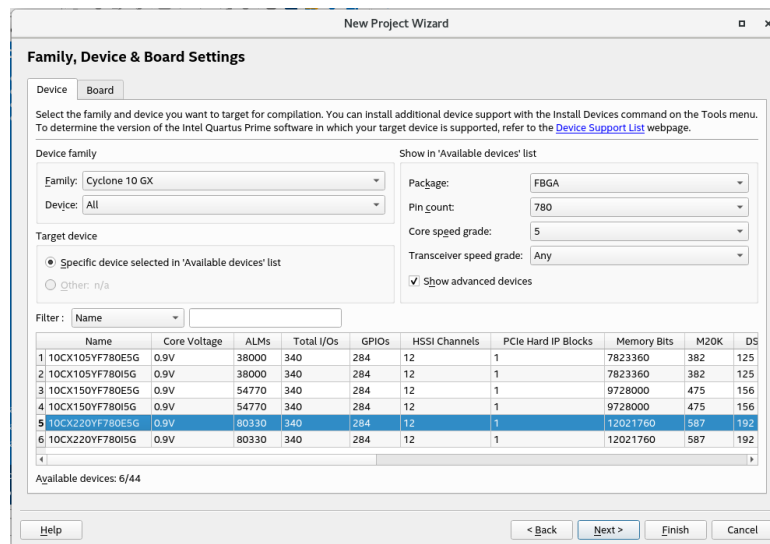 New Project Wizard
Family, Device & Board Settings
Device Board
Select the family and device you want to target for compilation. You can install additional device support with the Install Devices command on the Tools menu.
To determine the version of the Intel Quartus Prime software in which your target device is supported, refer to the Device Support List webpage.
Device family
Family: Cyclone 10 GX
Device: All
Target device
Specific device selected in 'Available devices' list
Other: n/a
Show in 'Available devices' list
Package: FBGA
Pin count: 780
Core speed grade: 5
Transceiver speed grade: Any
Show advanced devices
Filter : Name
Name Core Voltage ALMs Total I/Os GPIOs HSSI Channels PCIe Hard IP Blocks Memory Bits M20K DS
1 10CX105YF780E5G 0.9V 38000 340 284 12 1 7823360 382 125
2 10CX105YF780I5G 0.9V 38000 340 284 12 1 7823360 382 125
3 10CX150YF780E5G 0.9V 54770 340 284 12 1 9728000 475 156
4 10CX150YF780I5G 0.9V 54770 340 284 12 1 9728000 475 156
5 10CX220YF780E5G 0.9V 80330 340 284 12 1 12021760 587 192
6 10CX220YF780I5G 0.9V 80330 340 284 12 1 12021760 587 192
Available devices: 6/44
Help < Back Next > Finish Cancel